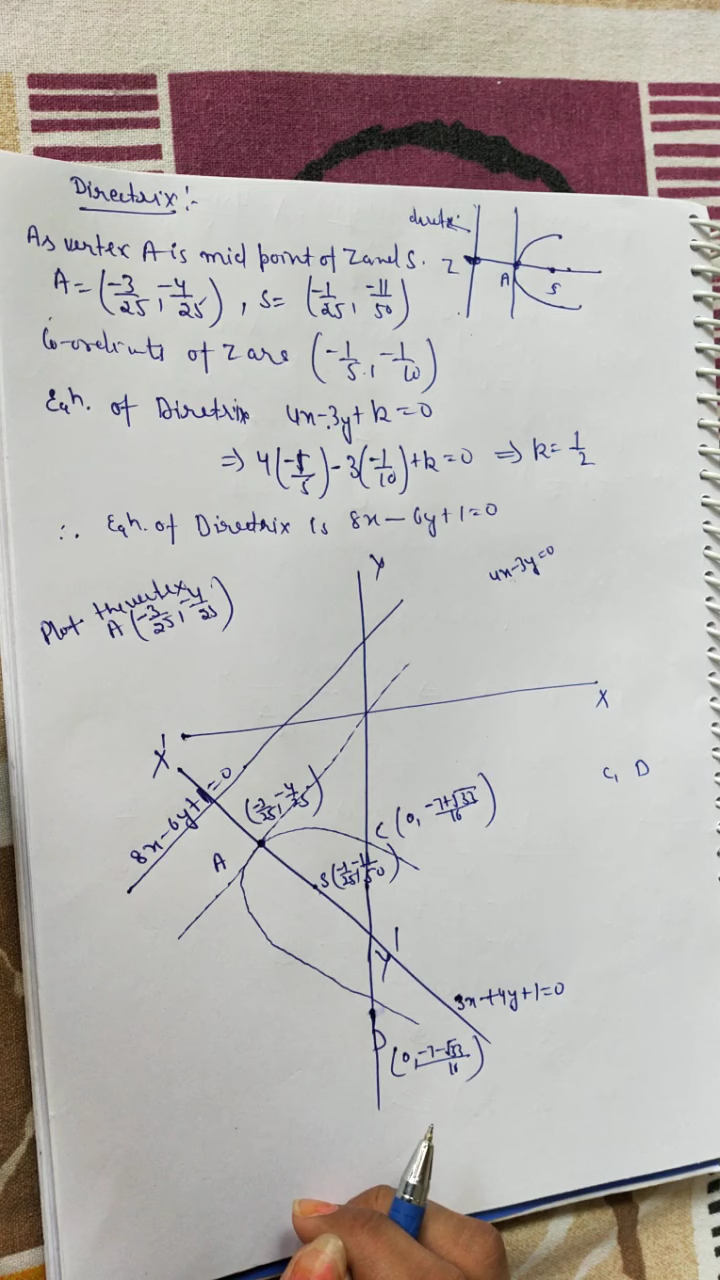 Directrix:-
diretx:
As vertex A is mid point of Z and S.
Z A S
A = (-3/25, -4/25), S = (-1/25, -11/50)
Co-ordints of Z are (-1/5, -1/10)
Eqn. of Diretrix 4x-3y+k=0
⇒ 4(-1/5) - 3(-1/10) + k = 0 ⇒ k = 1/2
∴ Eqn. of Diretrix is 8x-6y+1=0
Y
4x-3y=0
Plot the vertex
A (-3/25, -4/25)
X
X'
C, D
8x-6y+1=0
(-3/25, -4/25)
C (0, -7+√33/16)
A
S(-1/25, -11/50)
Y'
3x+4y+1=0
D
(0, -7-√33/16)